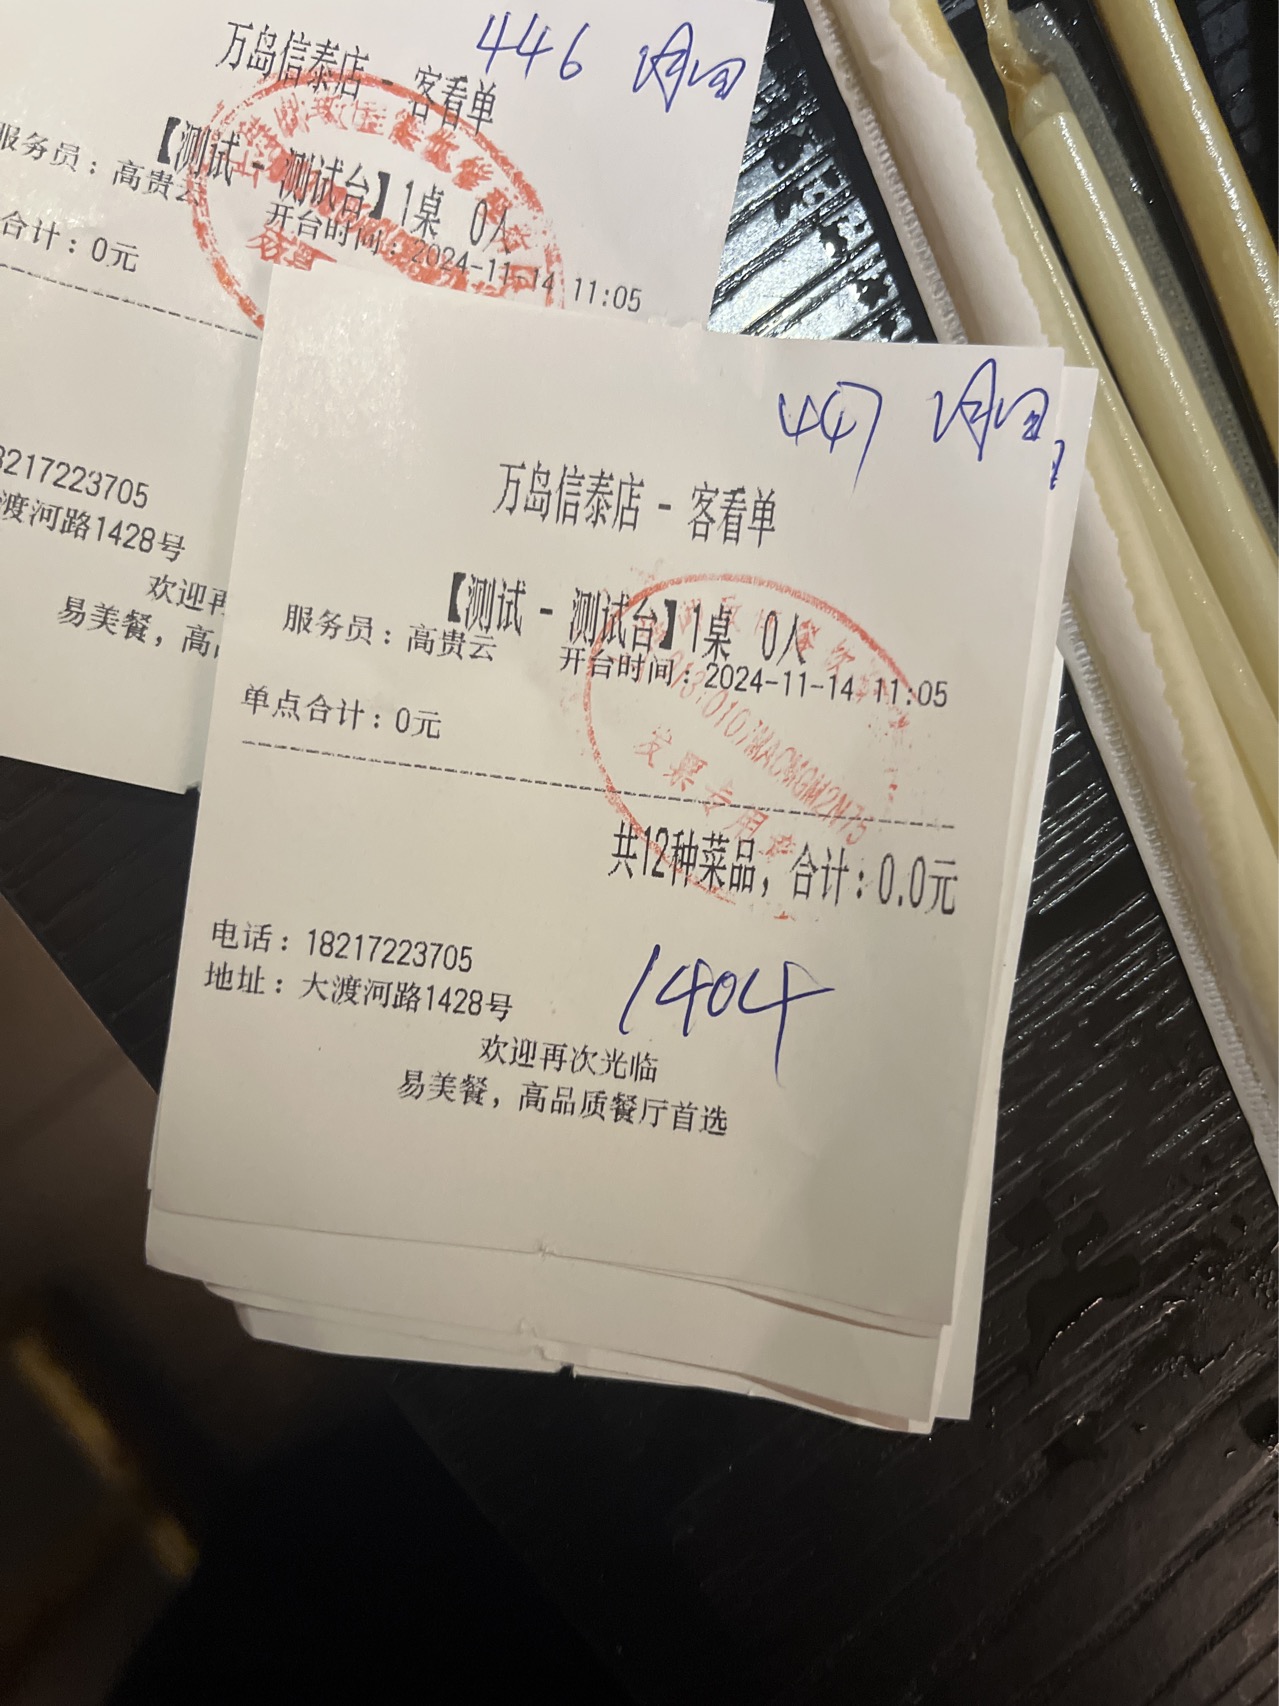 446
万岛信泰店 - 客看单
【测试 - 测试台】1桌 0人
服务员：高贵云
开台时间：2024-11-14 11:05
合计：0元
8217223705
渡河路1428号
欢迎再
易美餐，高
447
万岛信泰店 - 客看单
【测试 - 测试台】1桌 0人
服务员：高贵云 开台时间：2024-11-14 11:05
单点合计：0元
发票专用章
共12种菜品，合计：0.0元
电话：18217223705
地址：大渡河路1428号
1404
欢迎再次光临
易美餐，高品质餐厅首选